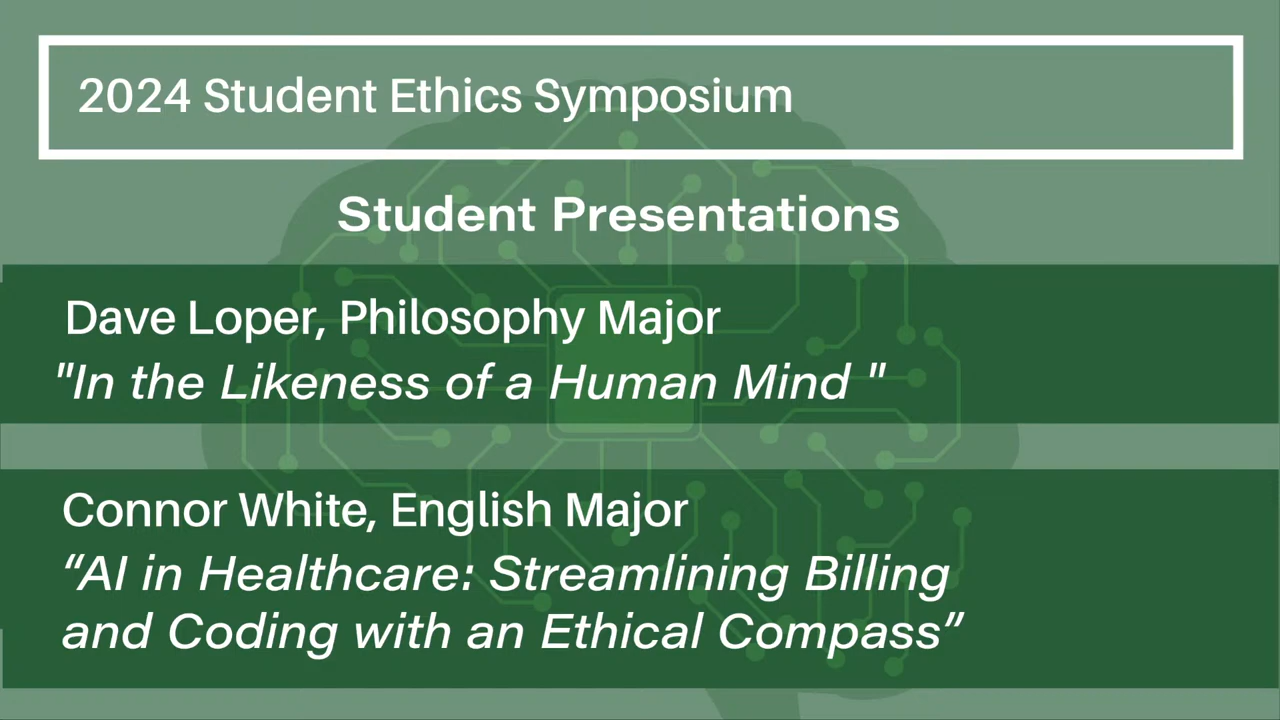 2024 Student Ethics Symposium
Student Presentations
Dave Loper, Philosophy Major
"In the Likeness of a Human Mind "
Connor White, English Major
“AI in Healthcare: Streamlining Billing
and Coding with an Ethical Compass”